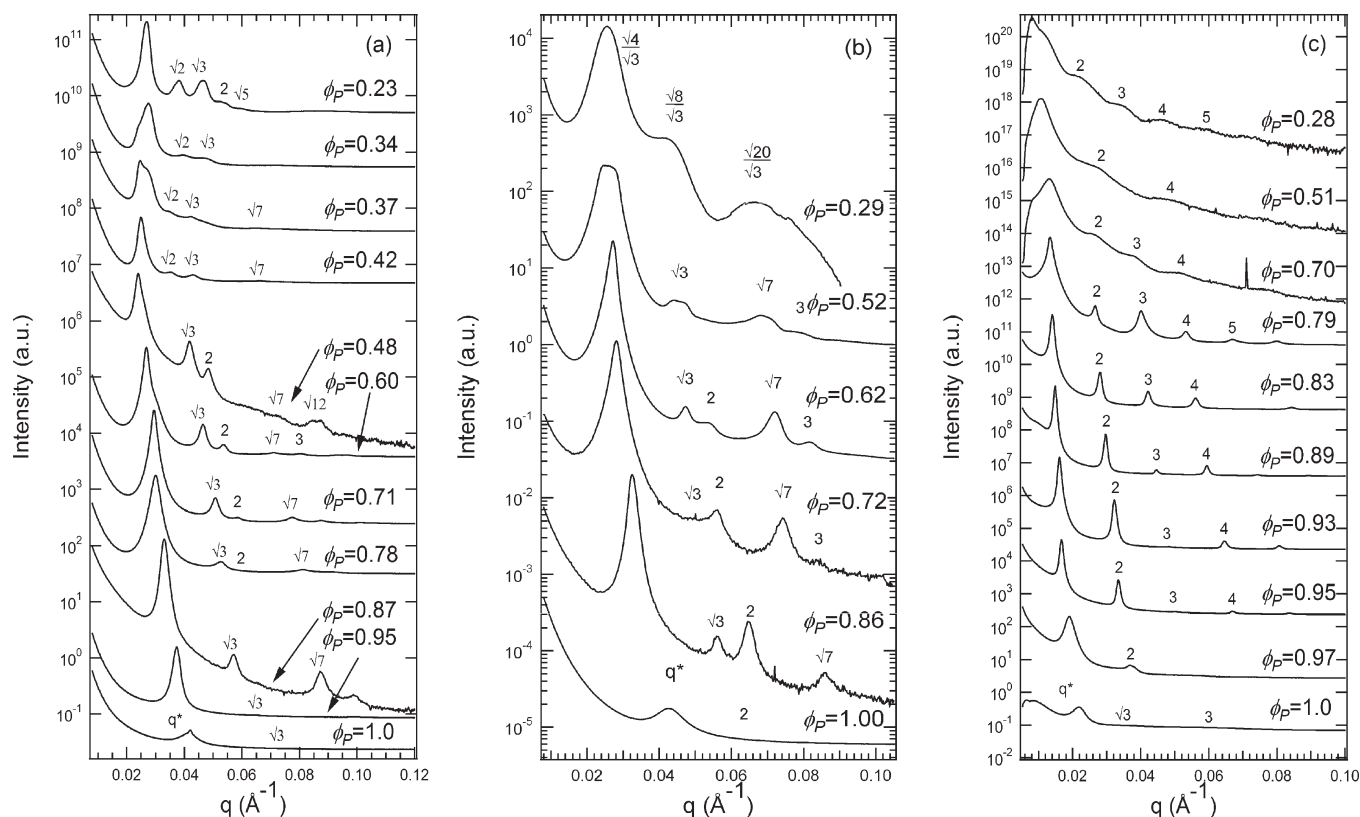 (a)
10^11
10^10
10^9
10^8
10^7
10^6
10^5
10^4
10^3
10^2
10^1
10^0
10^-1
Intensity (a.u.)
√2 √3 2 √5
ϕP=0.23
√2 √3
ϕP=0.34
√2 √3 √7
ϕP=0.37
√2 √3 √7
ϕP=0.42
√3 2 √7 √12
ϕP=0.48
ϕP=0.60
√3 2 √7 3
√3 2 √7
ϕP=0.71
√3 2 √7
ϕP=0.78
√3 √7
ϕP=0.87
ϕP=0.95
√3
q* √3
ϕP=1.0
0.02 0.04 0.06 0.08 0.10 0.12
q (Å^-1)
(b)
10^4
10^3
10^2
10^1
10^0
10^-1
10^-2
10^-3
10^-4
10^-5
Intensity (a.u.)
√4/√3 √8/√3 √20/√3
ϕP=0.29
√3 √7 3
ϕP=0.52
√3 2 √7 3
ϕP=0.62
√3 2 √7 3
ϕP=0.72
√3 2 √7
ϕP=0.86
q* 2
ϕP=1.00
0.02 0.04 0.06 0.08 0.10
q (Å^-1)
(c)
10^20
10^19
10^18
10^17
10^16
10^15
10^14
10^13
10^12
10^11
10^10
10^9
10^8
10^7
10^6
10^5
10^4
10^3
10^2
10^1
10^0
10^-1
10^-2
Intensity (a.u.)
2 3 4 5
ϕP=0.28
2 4
ϕP=0.51
2 3 4
ϕP=0.70
2 3 4 5
ϕP=0.79
2 3 4
ϕP=0.83
2 3 4
ϕP=0.89
2 3 4
ϕP=0.93
2 3 4
ϕP=0.95
2
ϕP=0.97
q* √3 3
ϕP=1.0
0.02 0.04 0.06 0.08 0.10
q (Å^-1)